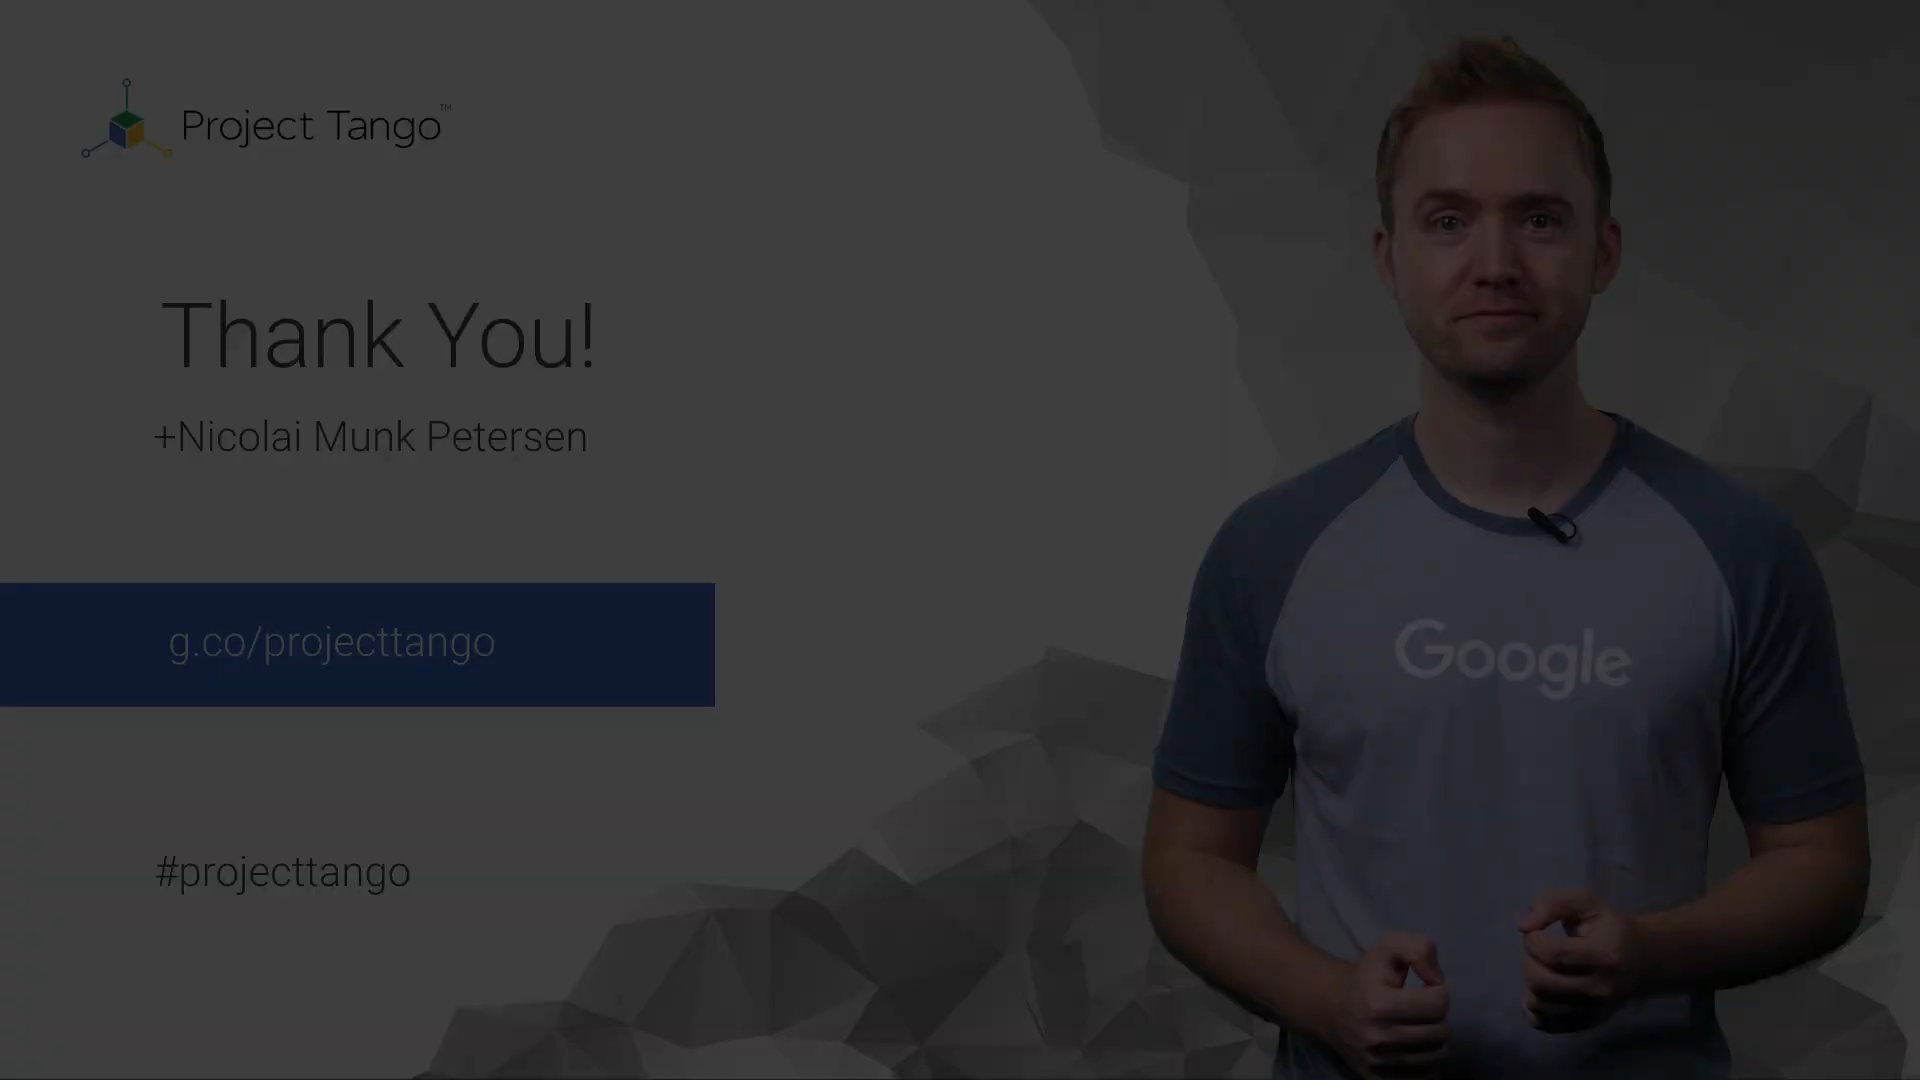 Project Tango™
Thank You!
+Nicolai Munk Petersen
g.co/projecttango
#projecttango
Google